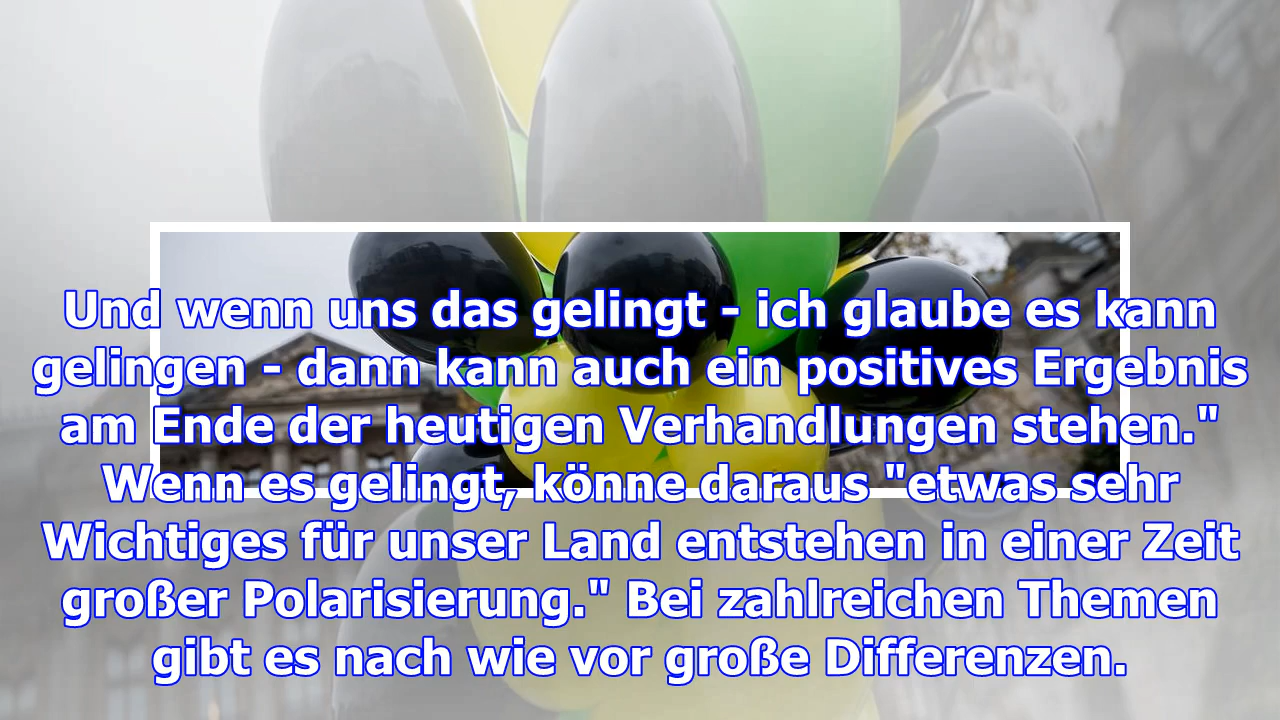 Und wenn uns das gelingt - ich glaube es kann
gelingen - dann kann auch ein positives Ergebnis
am Ende der heutigen Verhandlungen stehen."
Wenn es gelingt, könne daraus "etwas sehr
Wichtiges für unser Land entstehen in einer Zeit
großer Polarisierung." Bei zahlreichen Themen
gibt es nach wie vor große Differenzen.